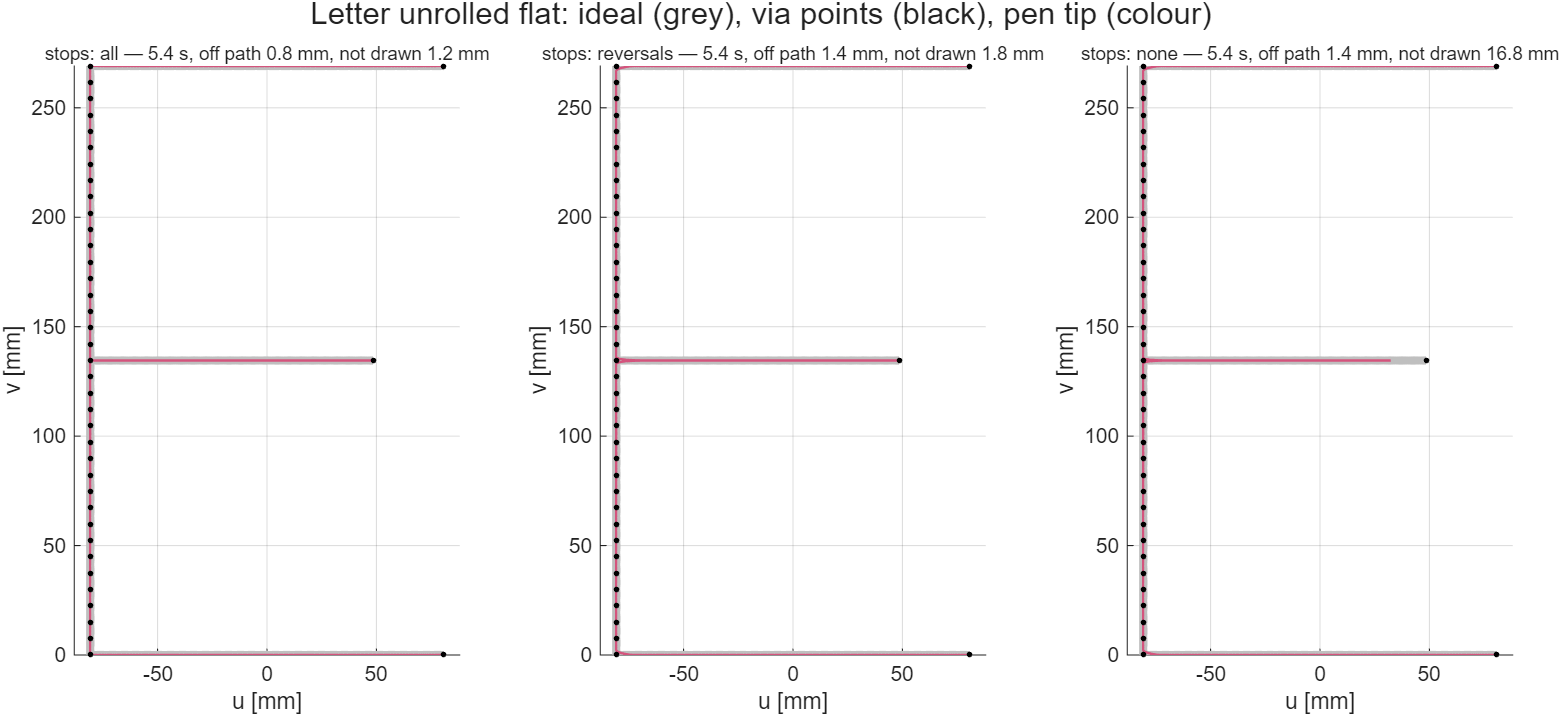 Letter unrolled flat: ideal (grey), via points (black), pen tip (colour)
stops: all — 5.4 s, off path 0.8 mm, not drawn 1.2 mm
stops: reversals — 5.4 s, off path 1.4 mm, not drawn 1.8 mm
stops: none — 5.4 s, off path 1.4 mm, not drawn 16.8 mm
250
200
150
100
50
0
v [mm]
-50
0
50
u [mm]
250
200
150
100
50
0
v [mm]
-50
0
50
u [mm]
250
200
150
100
50
0
v [mm]
-50
0
50
u [mm]